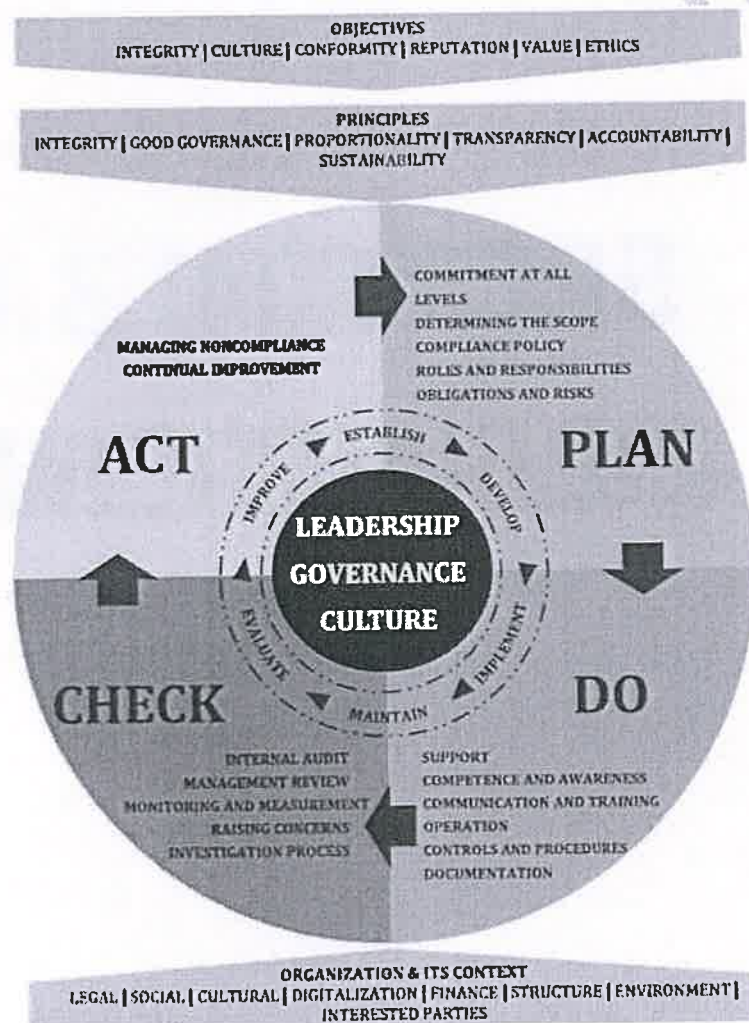 OBJECTIVES
INTEGRITY | CULTURE | CONFORMITY | REPUTATION | VALUE | ETHICS
PRINCIPLES
INTEGRITY | GOOD GOVERNANCE | PROPORTIONALITY | TRANSPARENCY | ACCOUNTABILITY |
SUSTAINABILITY
MANAGING NONCOMPLIANCE
CONTINUAL IMPROVEMENT
ACT
COMMITMENT AT ALL
LEVELS
DETERMINING THE SCOPE
COMPLIANCE POLICY
ROLES AND RESPONSIBILITIES
OBLIGATIONS AND RISKS
PLAN
ESTABLISH
DEVELOP
IMPLEMENT
MAINTAIN
EVALUATE
IMPROVE
LEADERSHIP
GOVERNANCE
CULTURE
CHECK
INTERNAL AUDIT
MANAGEMENT REVIEW
MONITORING AND MEASUREMENT
RAISING CONCERNS
INVESTIGATION PROCESS
DO
SUPPORT
COMPETENCE AND AWARENESS
COMMUNICATION AND TRAINING
OPERATION
CONTROLS AND PROCEDURES
DOCUMENTATION
ORGANIZATION & ITS CONTEXT
LEGAL | SOCIAL | CULTURAL | DIGITALIZATION | FINANCE | STRUCTURE | ENVIRONMENT |
INTERESTED PARTIES